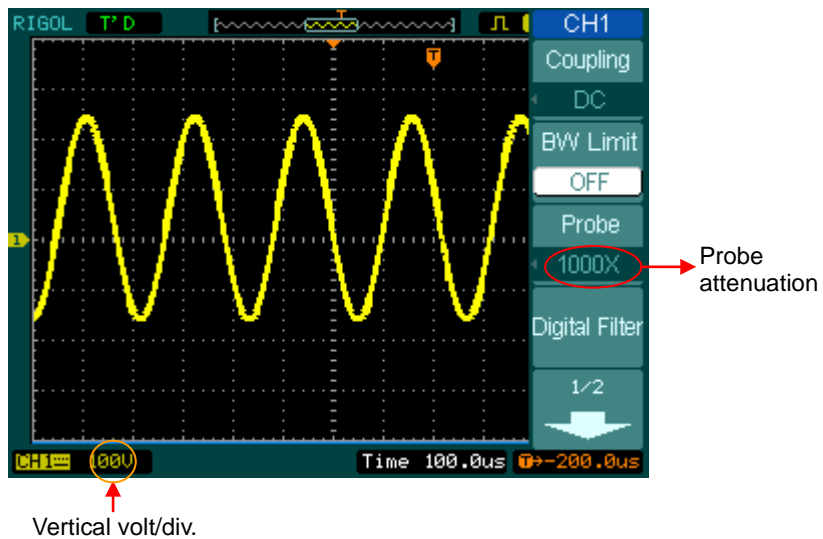 RIGOL T'D T CH1
Coupling
T
DC
BW Limit
OFF
1
Probe
1000X
Probe
attenuation
Digital Filter
1/2
CH1 100V Time 100.0us T→-200.0us
Vertical volt/div.